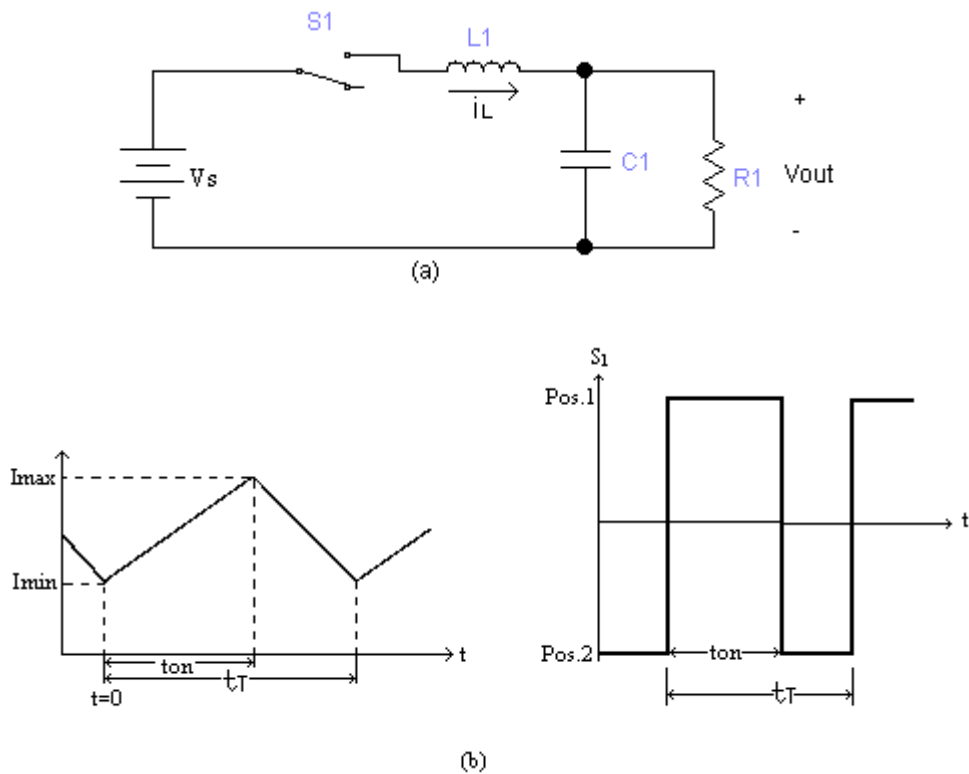 S1
L1
iL
Vs
C1
R1
+
Vout
-
(a)
S1
Pos.1
t
Pos.2
ton
tT
Imax
Imin
t
ton
tT
t=0
(b)